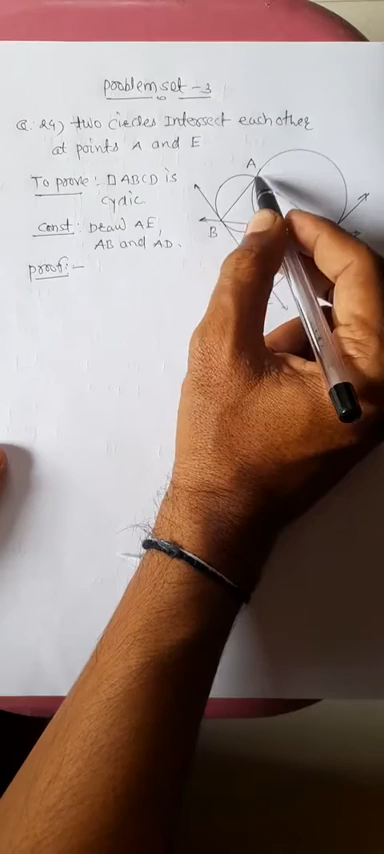 Problem set - 3
Q. 24) two circles Intersect each other
at points A and E
To prove : □ ABCD is
cyclic
Const: Draw AE,
AB and AD.
proof:-
A
B